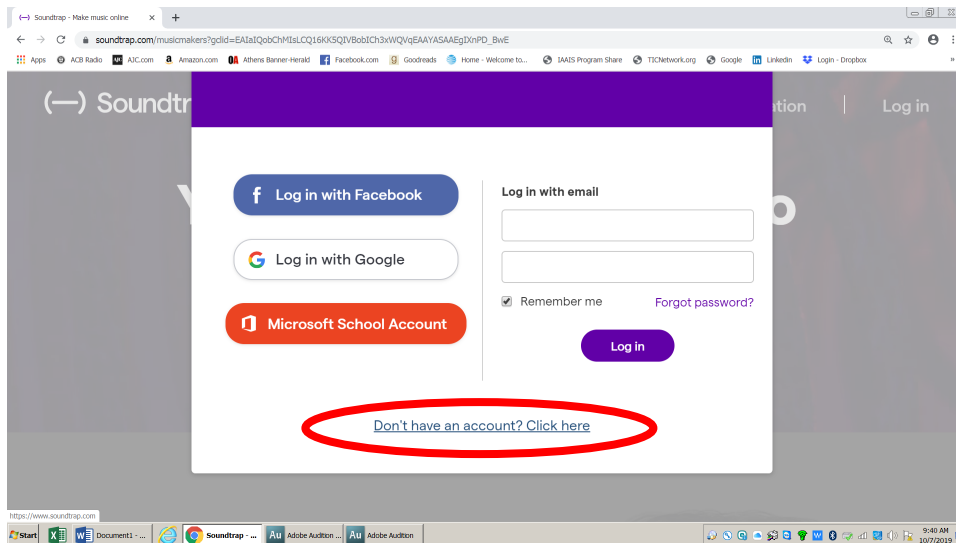 Soundtrap - Make music online
soundtrap.com/musicmakers?gclid=EAIaIQobChMIsLCQ16KK5QIVBobICh3xWQVqEAAYASAAEgIXnPD_BwE
Apps ACB Radio AJC.com Amazon.com Athens Banner-Herald Facebook.com Goodreads Home - Welcome to... IAAIS Program Share TICNetwork.org Google Linkedin Login - Dropbox »
(—) Soundtr
tion | Log in
Y
o
Log in with Facebook
Log in with Google
Microsoft School Account
Log in with email
Remember me
Forgot password?
Log in
Don't have an account? Click here
https://www.soundtrap.com
Start Document1 - ... Soundtrap - ... Au Adobe Audition ... Au Adobe Audition
9:40 AM
10/7/2019